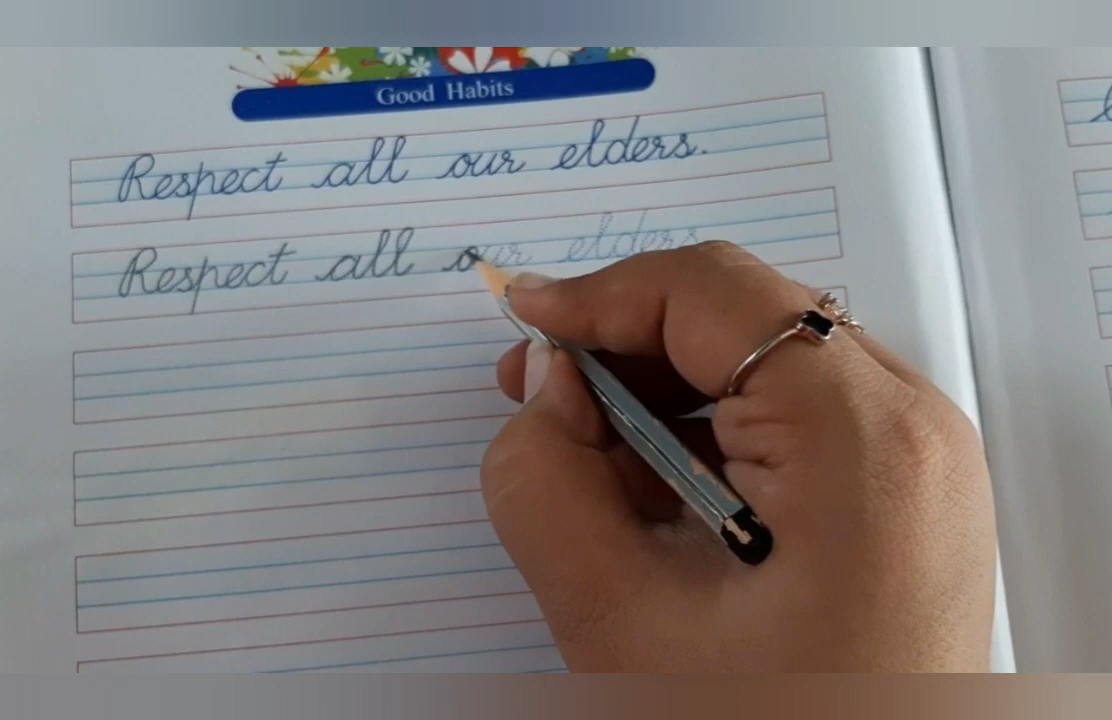 Good Habits
Respect all our elders.
Respect all our elders